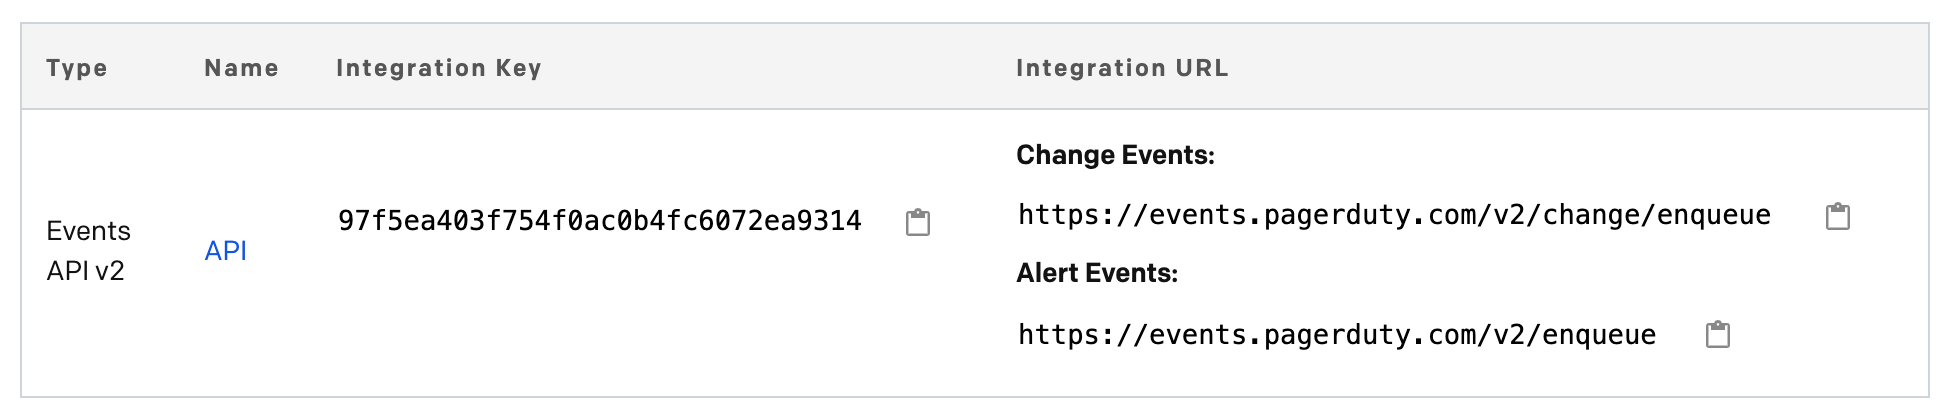 Type Name Integration Key Integration URL
Change Events:
97f5ea403f754f0ac0b4fc6072ea9314 https://events.pagerduty.com/v2/change/enqueue
Events
API v2
API
Alert Events:
https://events.pagerduty.com/v2/enqueue